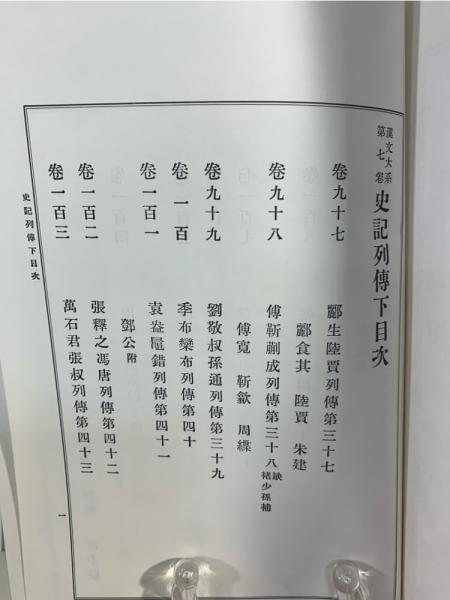 漢文大系
第七卷
史記列傳下目次
卷九十七
酈生陸賈列傳第三十七
酈食其 陸賈 朱建
卷九十八
傅靳蒯成列傳第三十八缺褚少孫補
傅寬 靳歙 周緤
卷九十九
劉敬叔孫通列傳第三十九
卷一百
季布欒布列傳第四十
卷一百一
袁盎鼂錯列傳第四十一
鄧公附
卷一百二
張釋之馮唐列傳第四十二
卷一百三
萬石君張叔列傳第四十三
史記列傳下目次
一